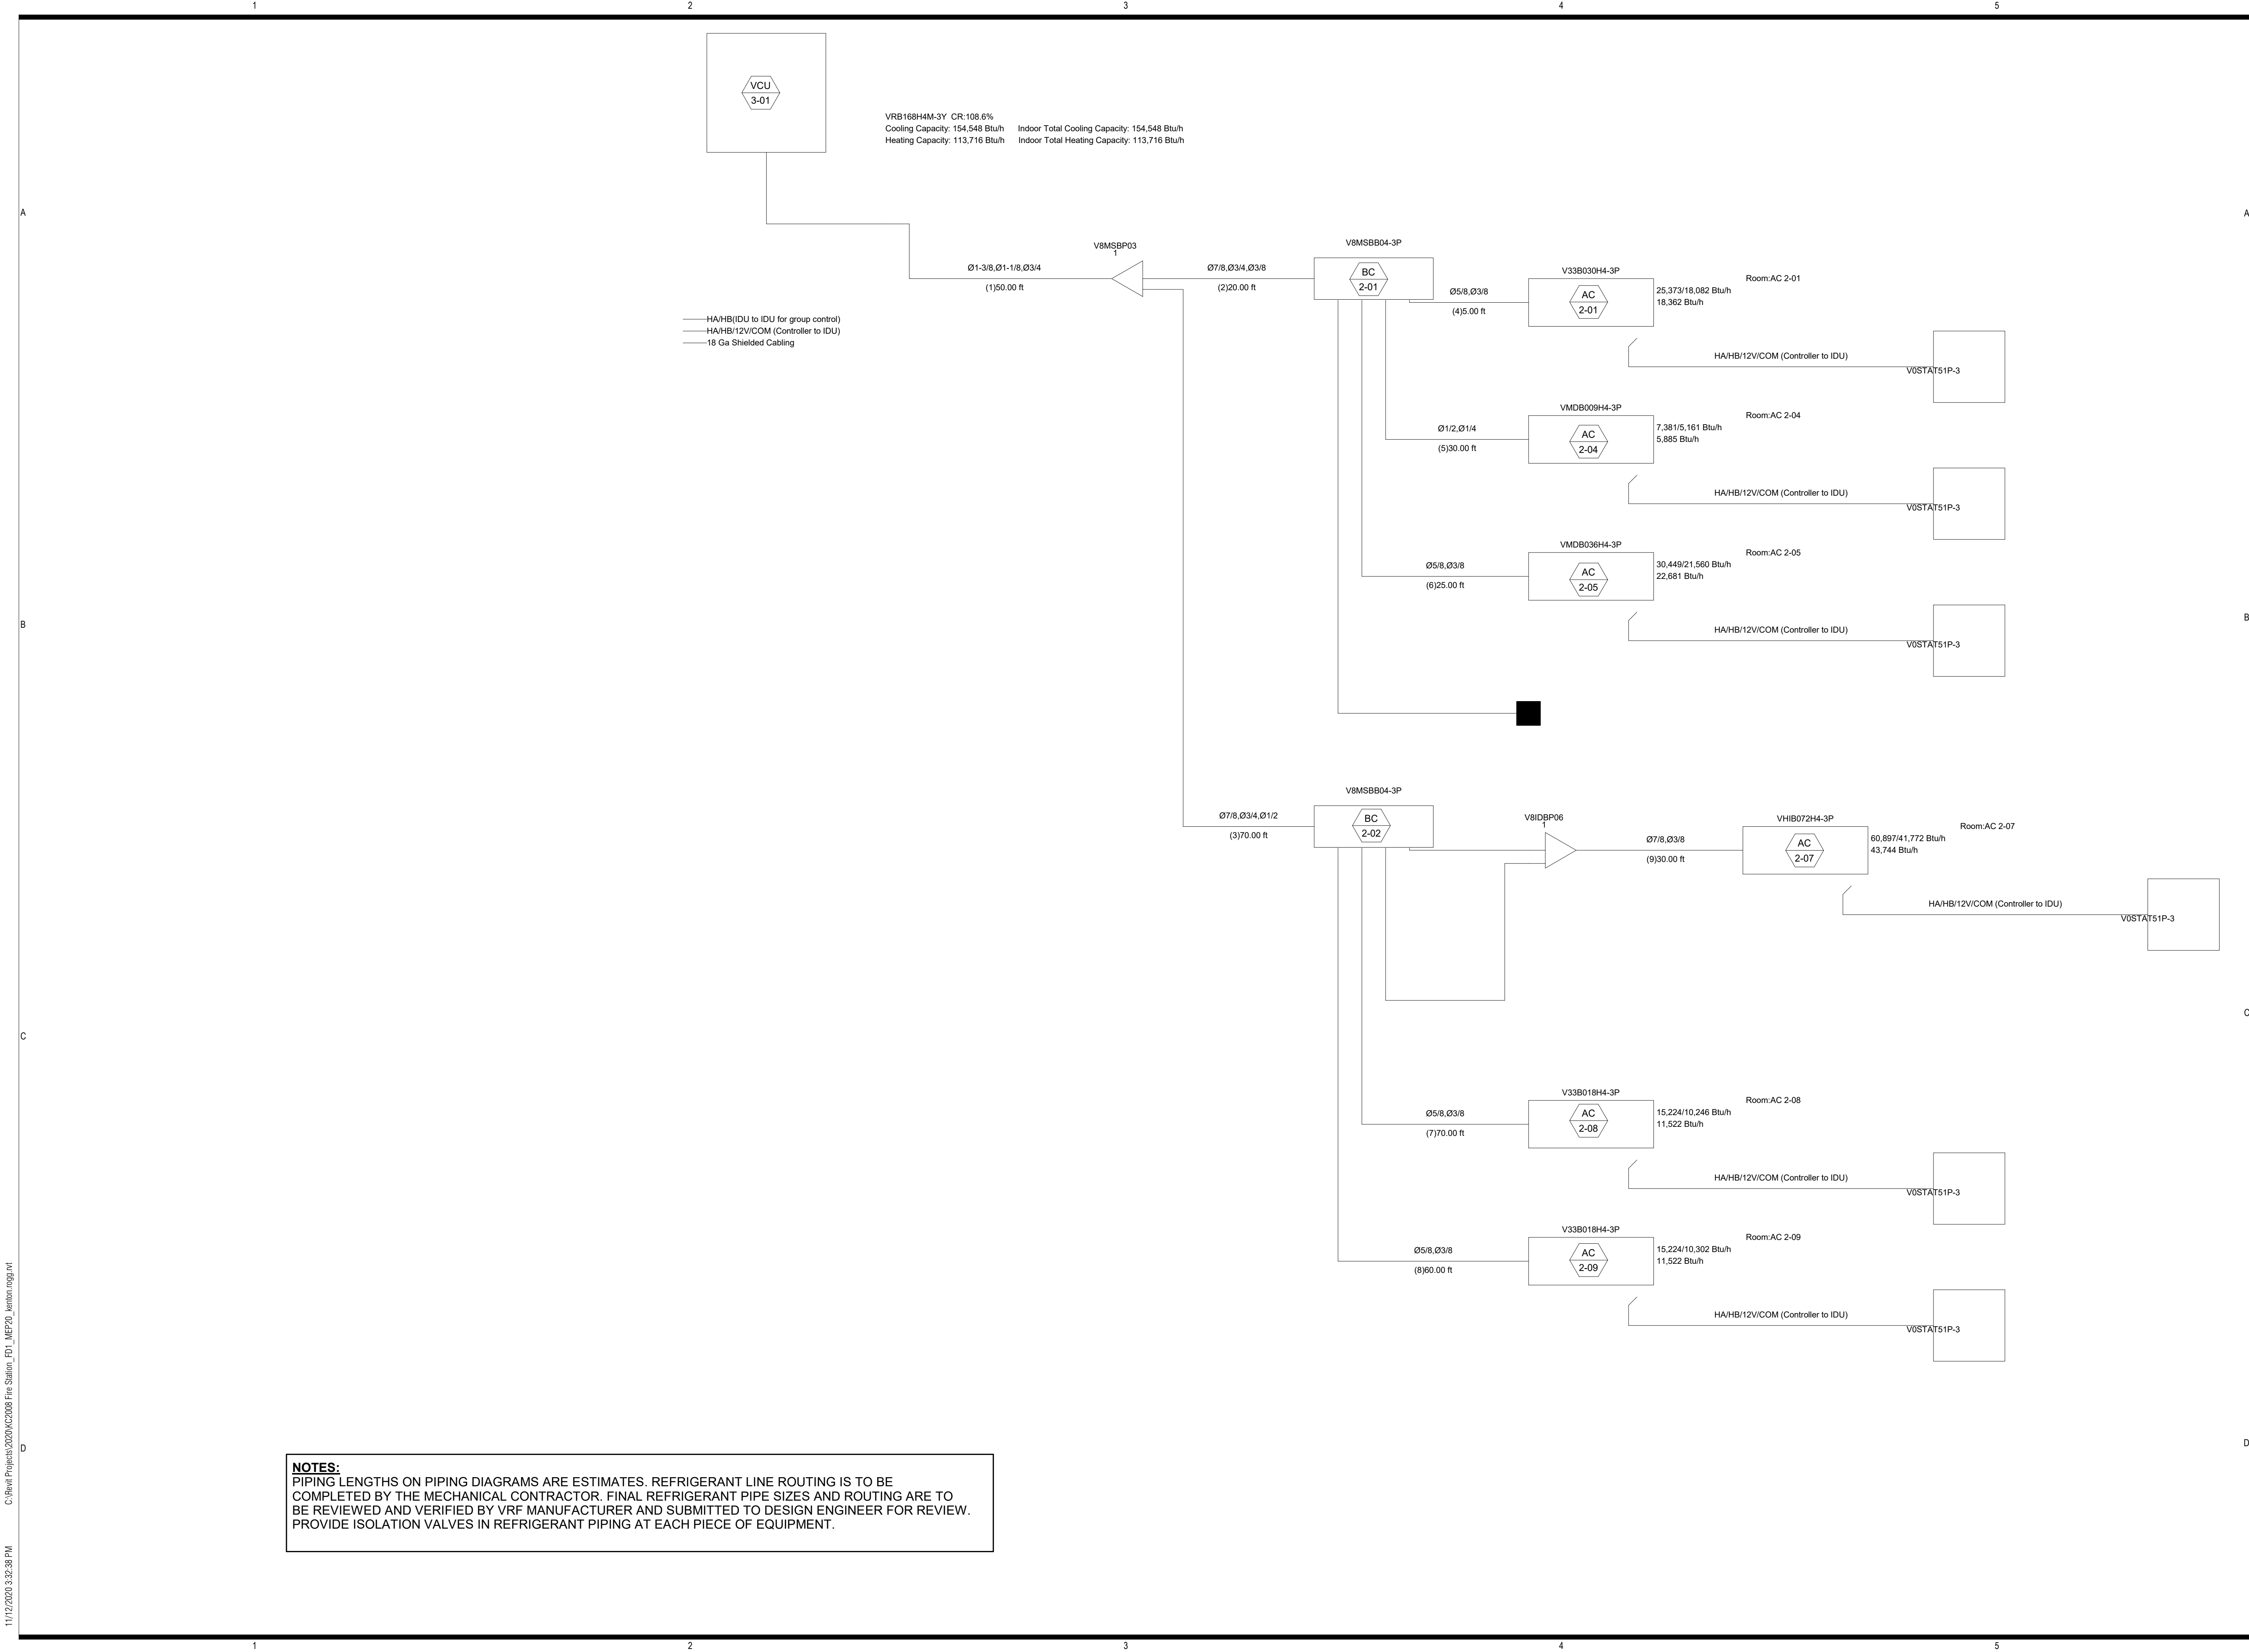 1 2 3 4 5
VCU
3-01
VRB168H4M-3Y CR:108.6%
Cooling Capacity: 154,548 Btu/h Indoor Total Cooling Capacity: 154,548 Btu/h
Heating Capacity: 113,716 Btu/h Indoor Total Heating Capacity: 113,716 Btu/h
A A
V8MSBP03
1
Ø1-3/8,Ø1-1/8,Ø3/4
(1)50.00 ft
Ø7/8,Ø3/4,Ø3/8
(2)20.00 ft
V8MSBB04-3P
BC
2-01
HA/HB(IDU to IDU for group control)
HA/HB/12V/COM (Controller to IDU)
18 Ga Shielded Cabling
Ø5/8,Ø3/8
(4)5.00 ft
V33B030H4-3P
AC
2-01
Room:AC 2-01
25,373/18,082 Btu/h
18,362 Btu/h
HA/HB/12V/COM (Controller to IDU)
V0STAT51P-3
Ø1/2,Ø1/4
(5)30.00 ft
VMDB009H4-3P
AC
2-04
Room:AC 2-04
7,381/5,161 Btu/h
5,885 Btu/h
HA/HB/12V/COM (Controller to IDU)
V0STAT51P-3
Ø5/8,Ø3/8
(6)25.00 ft
VMDB036H4-3P
AC
2-05
Room:AC 2-05
30,449/21,560 Btu/h
22,681 Btu/h
HA/HB/12V/COM (Controller to IDU)
V0STAT51P-3
B B
Ø7/8,Ø3/4,Ø1/2
(3)70.00 ft
V8MSBB04-3P
BC
2-02
V8IDBP06
1
Ø7/8,Ø3/8
(9)30.00 ft
VHIB072H4-3P
AC
2-07
Room:AC 2-07
60,897/41,772 Btu/h
43,744 Btu/h
HA/HB/12V/COM (Controller to IDU)
V0STAT51P-3
C C
Ø5/8,Ø3/8
(7)70.00 ft
V33B018H4-3P
AC
2-08
Room:AC 2-08
15,224/10,246 Btu/h
11,522 Btu/h
HA/HB/12V/COM (Controller to IDU)
V0STAT51P-3
Ø5/8,Ø3/8
(8)60.00 ft
V33B018H4-3P
AC
2-09
Room:AC 2-09
15,224/10,302 Btu/h
11,522 Btu/h
HA/HB/12V/COM (Controller to IDU)
V0STAT51P-3
D D
NOTES:
PIPING LENGTHS ON PIPING DIAGRAMS ARE ESTIMATES. REFRIGERANT LINE ROUTING IS TO BE
COMPLETED BY THE MECHANICAL CONTRACTOR. FINAL REFRIGERANT PIPE SIZES AND ROUTING ARE TO
BE REVIEWED AND VERIFIED BY VRF MANUFACTURER AND SUBMITTED TO DESIGN ENGINEER FOR REVIEW.
PROVIDE ISOLATION VALVES IN REFRIGERANT PIPING AT EACH PIECE OF EQUIPMENT.
11/12/2020 3:32:38 PM C:\Revit Projects\2020\KC2008 Fire Station_FD1_MEP20_kenton.rogg.rvt
1 2 3 4 5